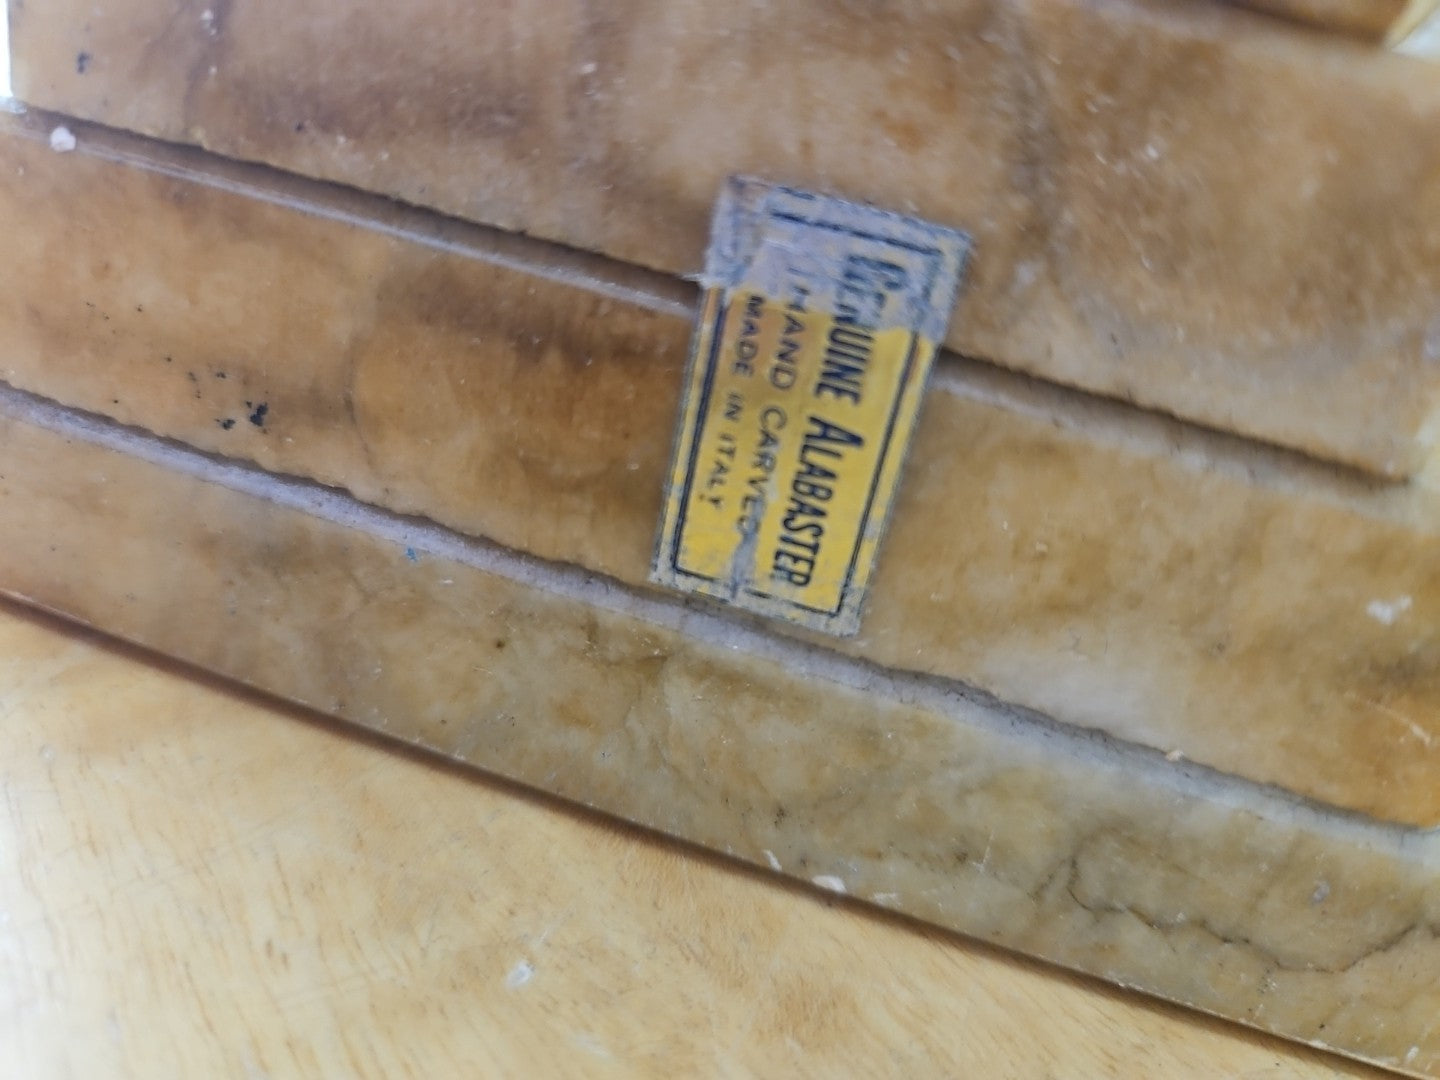 GENUINE ALABASTER
HAND CARVED
MADE IN ITALY